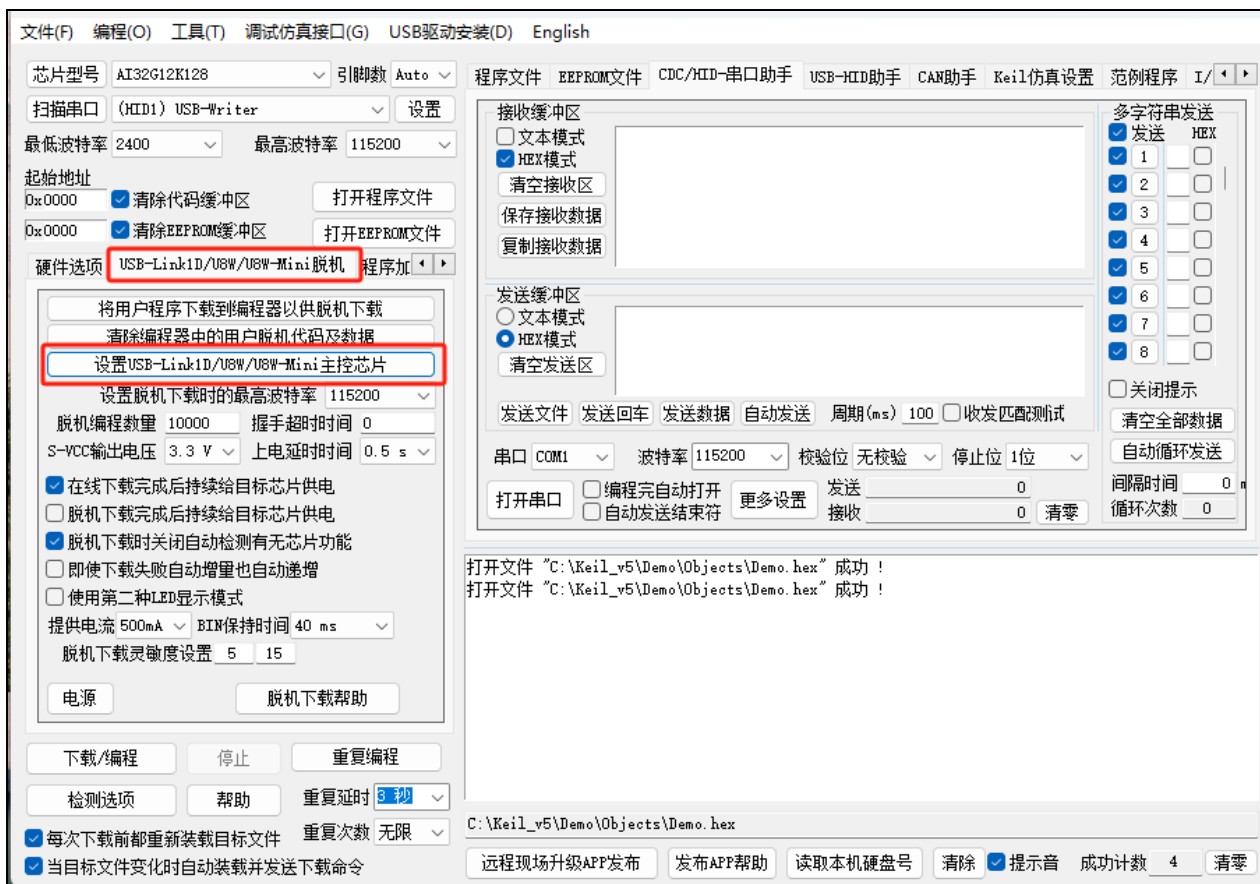 文件(F) 编程(O) 工具(T) 调试仿真接口(G) USB驱动安装(D) English
芯片型号 AI32G12K128 引脚数 Auto
扫描串口 (HID1) USB-Writer 设置
最低波特率 2400 最高波特率 115200
起始地址
0x0000 清除代码缓冲区 打开程序文件
0x0000 清除EEPROM缓冲区 打开EEPROM文件
硬件选项 USB-Link1D/U8W/U8W-Mini脱机 程序加
将用户程序下载到编程器以供脱机下载
清除编程器中的用户脱机代码及数据
设置USB-Link1D/U8W/U8W-Mini主控芯片
设置脱机下载时的最高波特率 115200
脱机编程数量 10000 握手超时时间 0
S-VCC输出电压 3.3 V 上电延时时间 0.5 s
在线下载完成后持续给目标芯片供电
脱机下载完成后持续给目标芯片供电
脱机下载时关闭自动检测有无芯片功能
即使下载失败自动增量也自动递增
使用第二种LED显示模式
提供电流 500mA BIN保持时间 40 ms
脱机下载灵敏度设置 5 15
电源 脱机下载帮助
下载/编程 停止 重复编程
检测选项 帮助 重复延时 3 秒
每次下载前都重新装载目标文件 重复次数 无限
当目标文件变化时自动装载并发送下载命令
程序文件 EEPROM文件 CDC/HID-串口助手 USB-HID助手 CAN助手 Keil仿真设置 范例程序 I/
接收缓冲区
文本模式
HEX模式
清空接收区
保存接收数据
复制接收数据
发送缓冲区
文本模式
HEX模式
清空发送区
发送文件 发送回车 发送数据 自动发送 周期(ms) 100 收发匹配测试
串口 COM1 波特率 115200 校验位 无校验 停止位 1位
打开串口 编程完自动打开 更多设置 发送 0
自动发送结束符 接收 0 清零
多字符串发送
发送 HEX
1
2
3
4
5
6
7
8
关闭提示
清空全部数据
自动循环发送
间隔时间 0 m
循环次数 0
打开文件 "C:\Keil_v5\Demo\Objects\Demo.hex" 成功 !
打开文件 "C:\Keil_v5\Demo\Objects\Demo.hex" 成功 !
C:\Keil_v5\Demo\Objects\Demo.hex
远程现场升级APP发布 发布APP帮助 读取本机硬盘号 清除 提示音 成功计数 4 清零